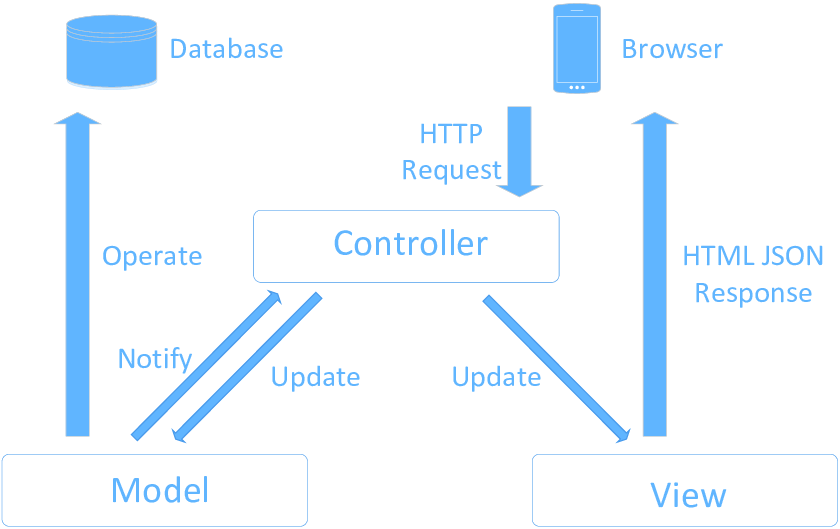 Database
Browser
HTTP
Request
Controller
Operate
HTML JSON
Response
Notify
Update
Update
Model
View